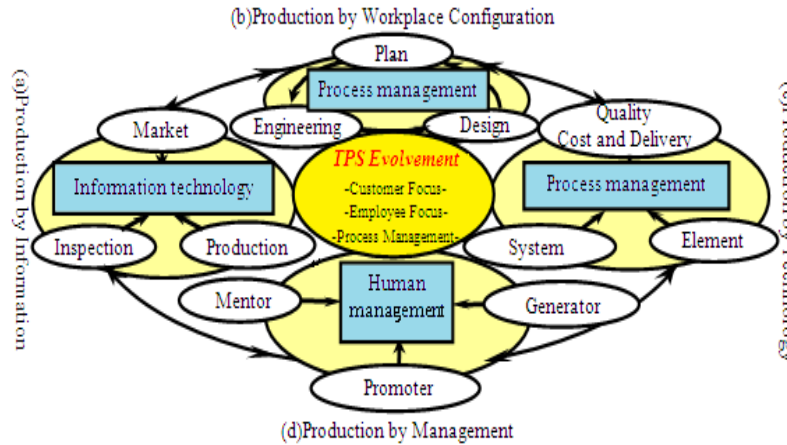 (b)Production by Workplace Configuration
Plan
Process management
Engineering
Design
(a)Production by Information
Market
Information technology
Inspection
Production
TPS Evolvement
-Customer Focus-
-Employee Focus-
-Process Management-
Quality
Cost and Delivery
Process management
System
Element
Technology
Human
management
Mentor
Generator
Promoter
(d)Production by Management